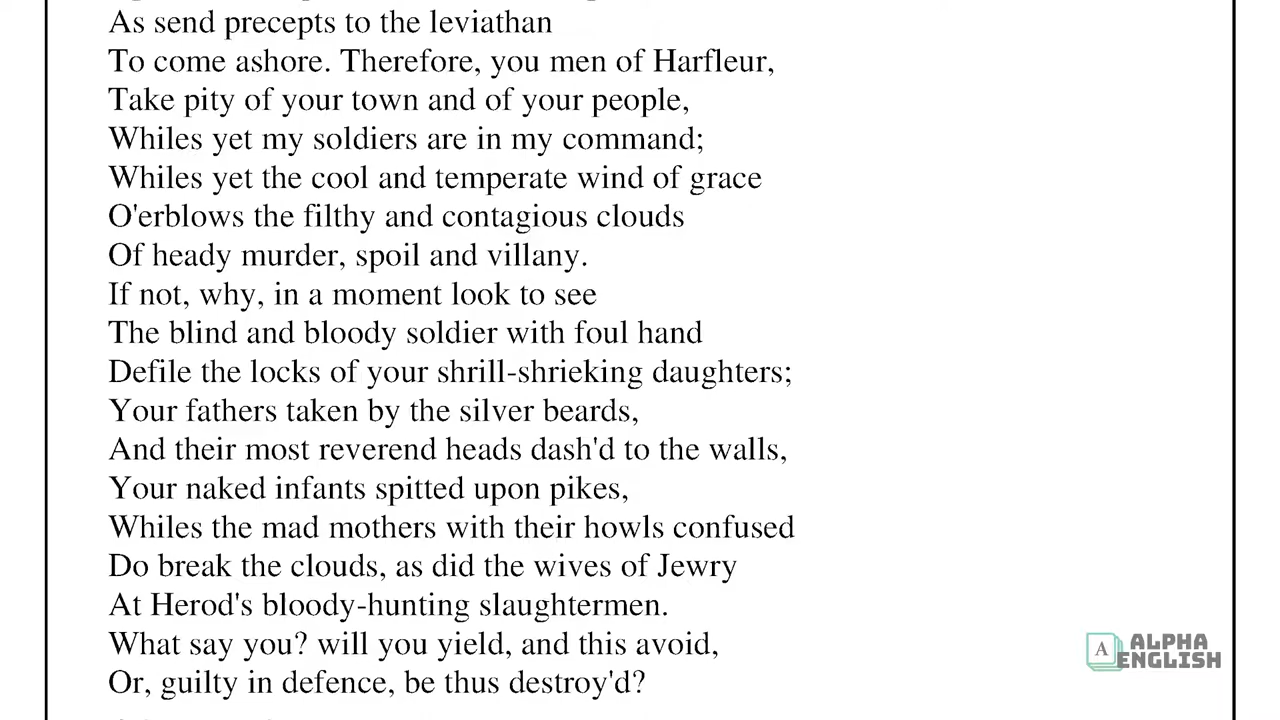 As send precepts to the leviathan
To come ashore. Therefore, you men of Harfleur,
Take pity of your town and of your people,
Whiles yet my soldiers are in my command;
Whiles yet the cool and temperate wind of grace
O'erblows the filthy and contagious clouds
Of heady murder, spoil and villany.
If not, why, in a moment look to see
The blind and bloody soldier with foul hand
Defile the locks of your shrill-shrieking daughters;
Your fathers taken by the silver beards,
And their most reverend heads dash'd to the walls,
Your naked infants spitted upon pikes,
Whiles the mad mothers with their howls confused
Do break the clouds, as did the wives of Jewry
At Herod's bloody-hunting slaughtermen.
What say you? will you yield, and this avoid,
Or, guilty in defence, be thus destroy'd?
A ALPHA
ENGLISH